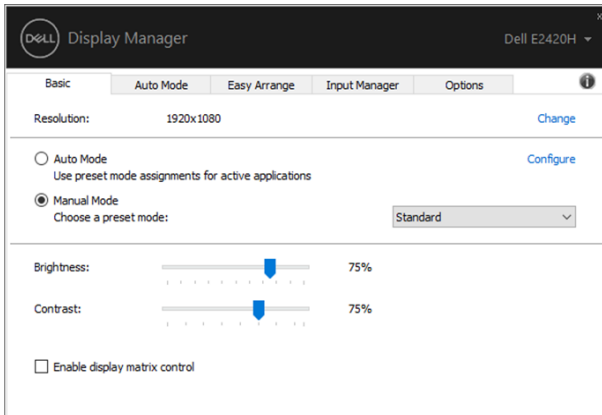 DELL Display Manager Dell E2420H
Basic Auto Mode Easy Arrange Input Manager Options
Resolution: 1920x1080 Change
Auto Mode Configure
Use preset mode assignments for active applications
Manual Mode
Choose a preset mode: Standard
Brightness: 75%
Contrast: 75%
Enable display matrix control